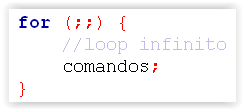 for (;;) {
//loop infinito
comandos;
}